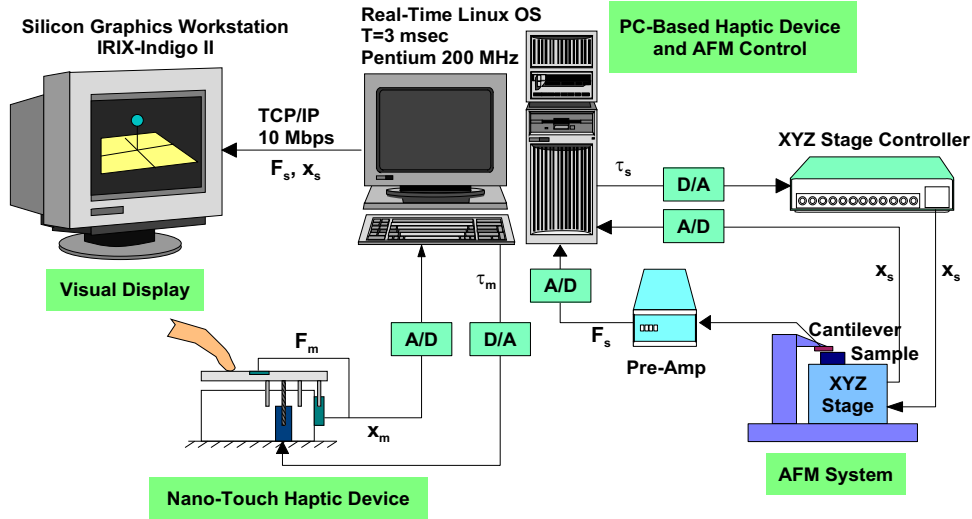 Silicon Graphics Workstation
IRIX-Indigo II
Real-Time Linux OS
T=3 msec
Pentium 200 MHz
PC-Based Haptic Device
and AFM Control
TCP/IP
10 Mbps
Fs, xs
XYZ Stage Controller
τs
D/A
A/D
xs
xs
Visual Display
τm
A/D
Fs
Pre-Amp
Cantilever
Sample
XYZ
Stage
Fm
A/D
D/A
xm
AFM System
Nano-Touch Haptic Device